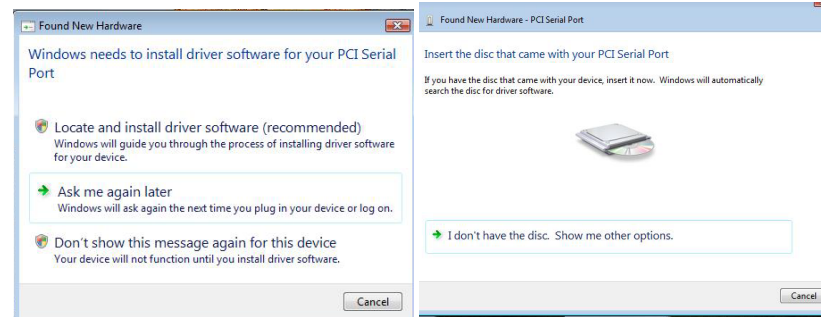 Found New Hardware
Windows needs to install driver software for your PCI Serial
Port
Locate and install driver software (recommended)
Windows will guide you through the process of installing driver software
for your device.
Ask me again later
Windows will ask again the next time you plug in your device or log on.
Don't show this message again for this device
Your device will not function until you install driver software.
Cancel
Found New Hardware - PCI Serial Port
Insert the disc that came with your PCI Serial Port
If you have the disc that came with your device, insert it now. Windows will automatically
search the disc for driver software.
I don't have the disc. Show me other options.
Cancel